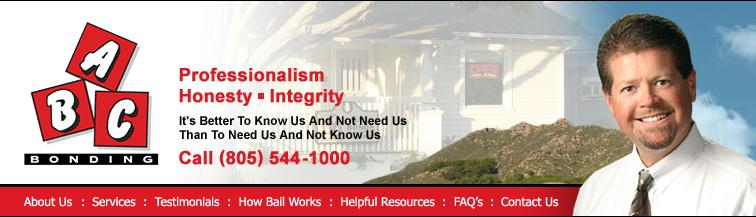 A
B C
BONDING
Professionalism
Honesty ▪ Integrity
It's Better To Know Us And Not Need Us
Than To Need Us And Not Know Us
Call (805) 544-1000
About Us : Services : Testimonials : How Bail Works : Helpful Resources : FAQ's : Contact Us